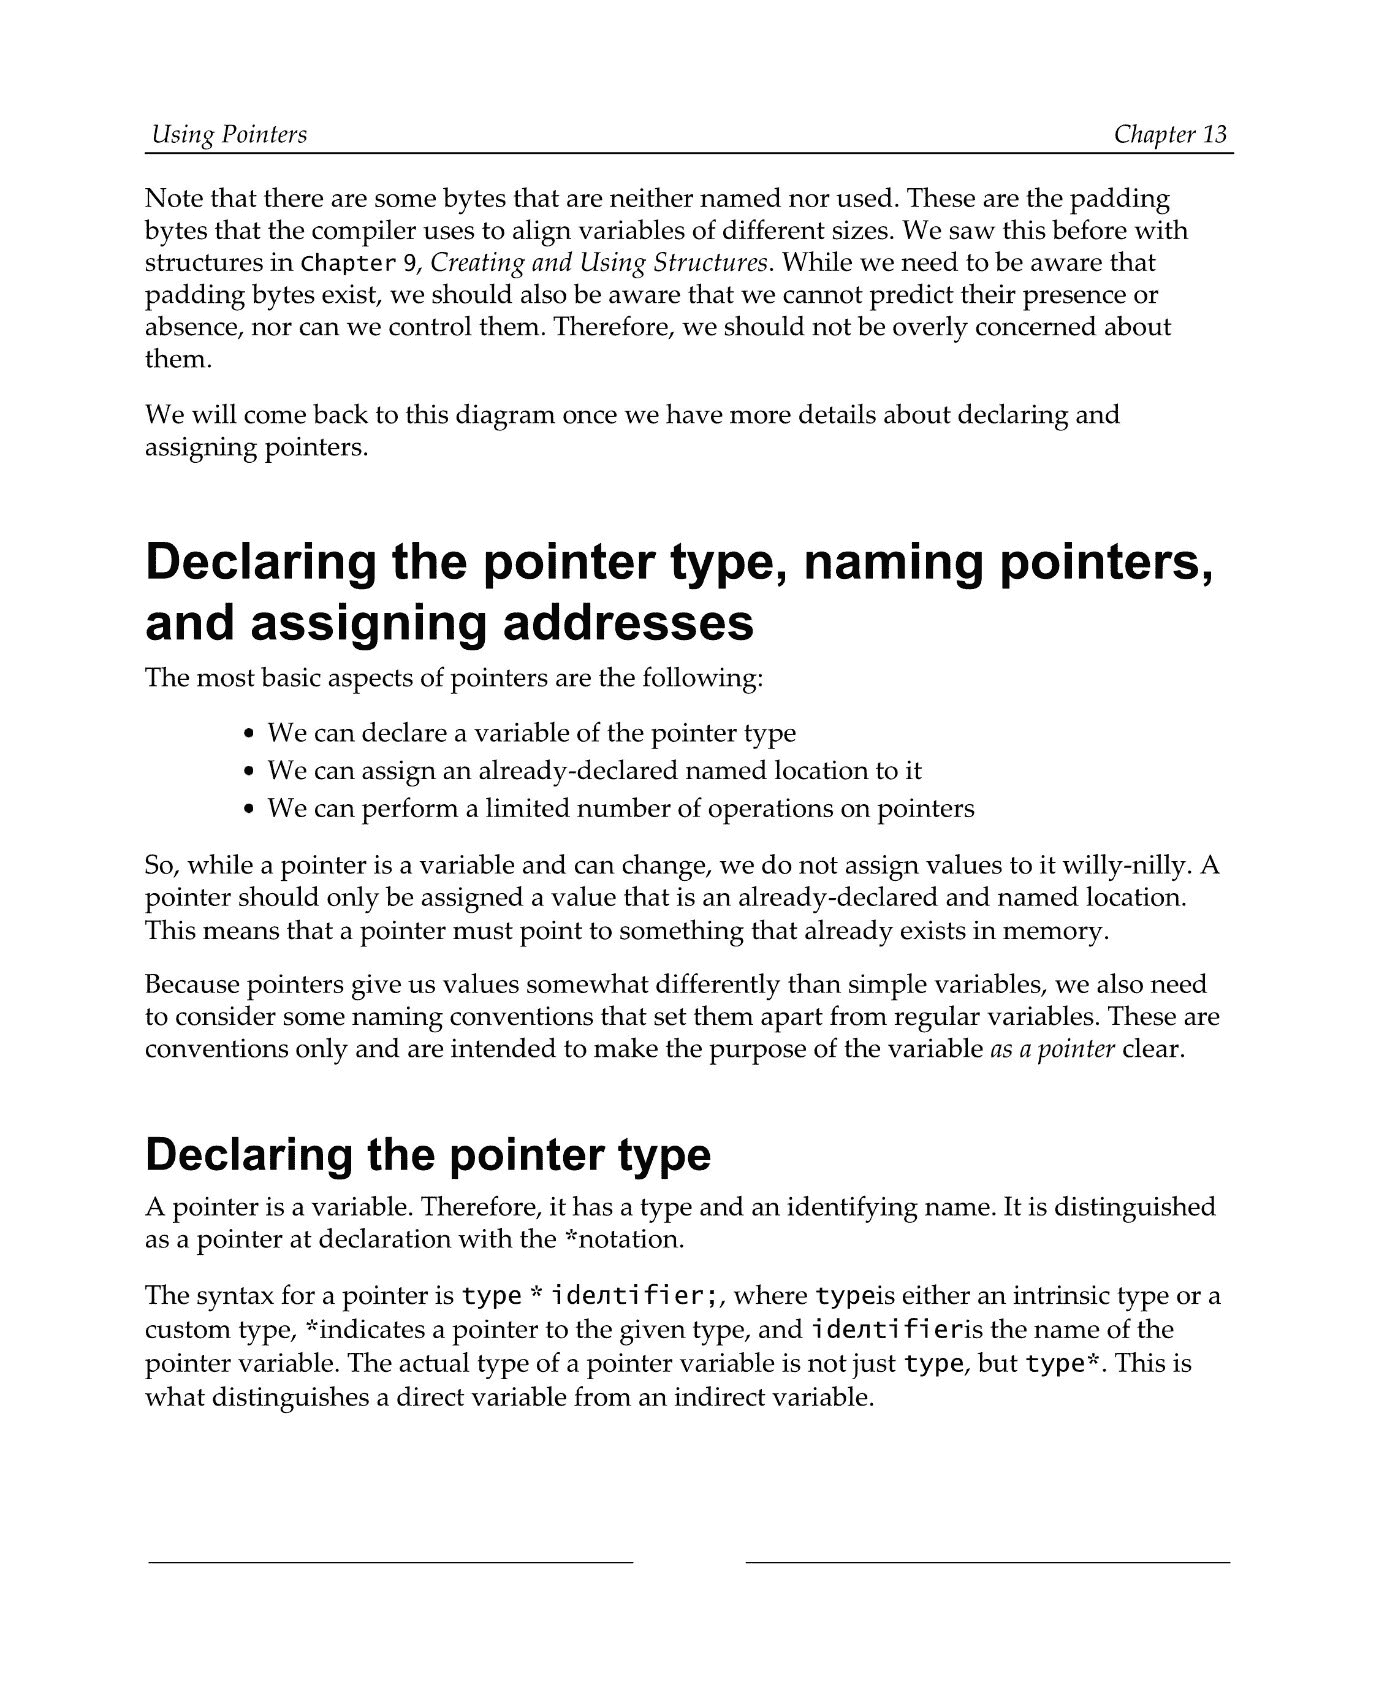 Using Pointers Chapter 13
Note that there are some bytes that are neither named nor used. These are the padding
bytes that the compiler uses to align variables of different sizes. We saw this before with
structures in Chapter 9, Creating and Using Structures. While we need to be aware that
padding bytes exist, we should also be aware that we cannot predict their presence or
absence, nor can we control them. Therefore, we should not be overly concerned about
them.
We will come back to this diagram once we have more details about declaring and
assigning pointers.
Declaring the pointer type, naming pointers,
and assigning addresses
The most basic aspects of pointers are the following:
• We can declare a variable of the pointer type
• We can assign an already-declared named location to it
• We can perform a limited number of operations on pointers
So, while a pointer is a variable and can change, we do not assign values to it willy-nilly. A
pointer should only be assigned a value that is an already-declared and named location.
This means that a pointer must point to something that already exists in memory.
Because pointers give us values somewhat differently than simple variables, we also need
to consider some naming conventions that set them apart from regular variables. These are
conventions only and are intended to make the purpose of the variable as a pointer clear.
Declaring the pointer type
A pointer is a variable. Therefore, it has a type and an identifying name. It is distinguished
as a pointer at declaration with the *notation.
The syntax for a pointer is type * identifier;, where typeis either an intrinsic type or a
custom type, *indicates a pointer to the given type, and identifieris the name of the
pointer variable. The actual type of a pointer variable is not just type, but type*. This is
what distinguishes a direct variable from an indirect variable.